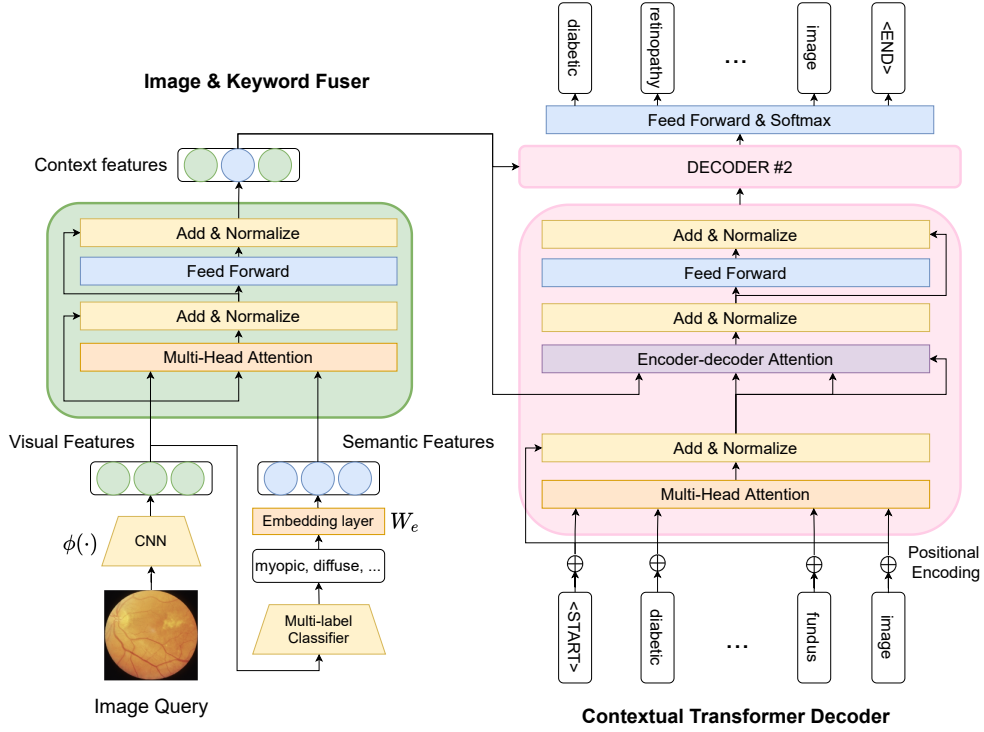 Image & Keyword Fuser
Context features
Add & Normalize
Feed Forward
Add & Normalize
Multi-Head Attention
Visual Features
Semantic Features
ϕ(·)
CNN
Embedding layer
W_e
myopic, diffuse, ...
Multi-label
Classifier
Image Query
diabetic
retinopathy
...
image
<END>
Feed Forward & Softmax
DECODER #2
Add & Normalize
Feed Forward
Add & Normalize
Encoder-decoder Attention
Add & Normalize
Multi-Head Attention
Positional
Encoding
<START>
diabetic
...
fundus
image
Contextual Transformer Decoder